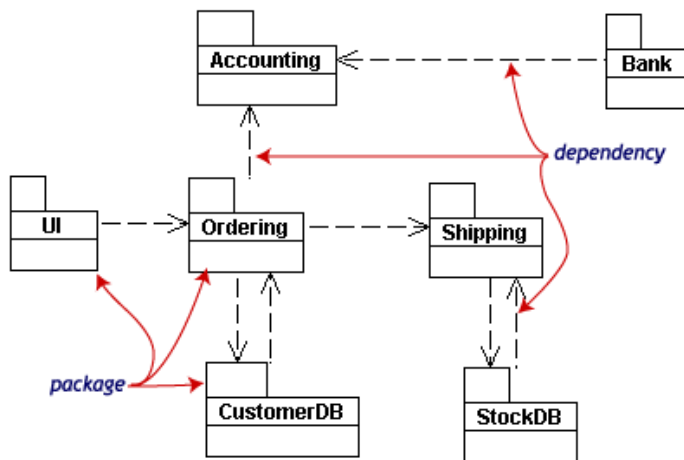 Accounting
Bank
dependency
UI
Ordering
Shipping
package
CustomerDB
StockDB